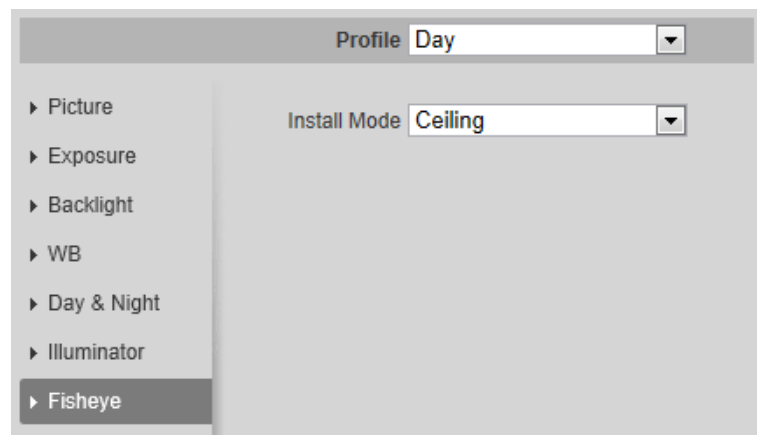 Profile Day
Install Mode Ceiling
Picture
Exposure
Backlight
WB
Day & Night
Illuminator
Fisheye